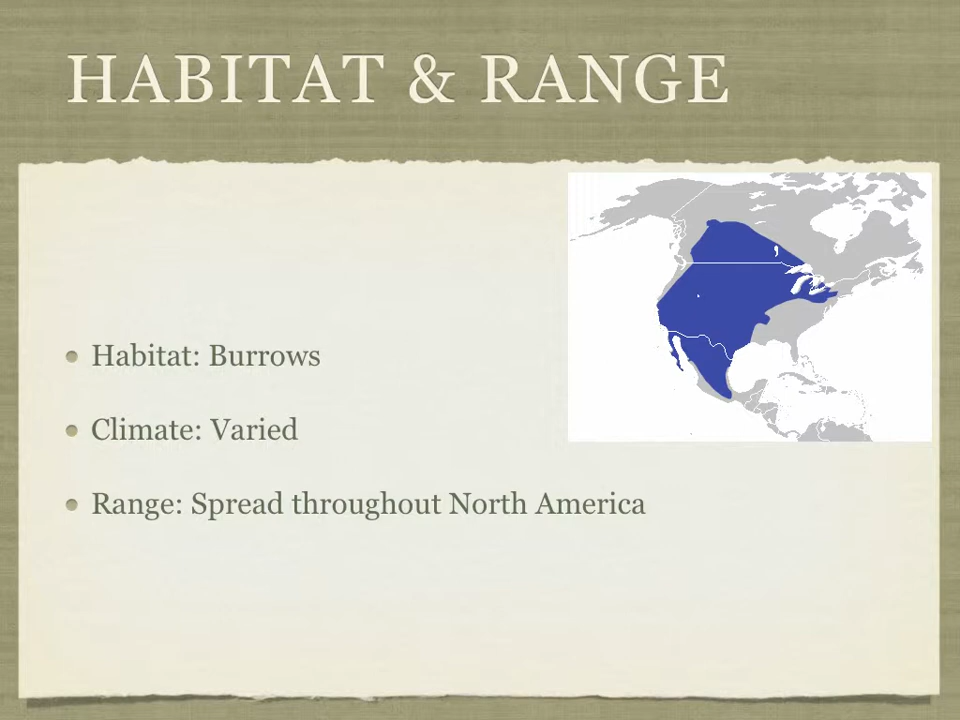 HABITAT & RANGE
Habitat: Burrows
Climate: Varied
Range: Spread throughout North America